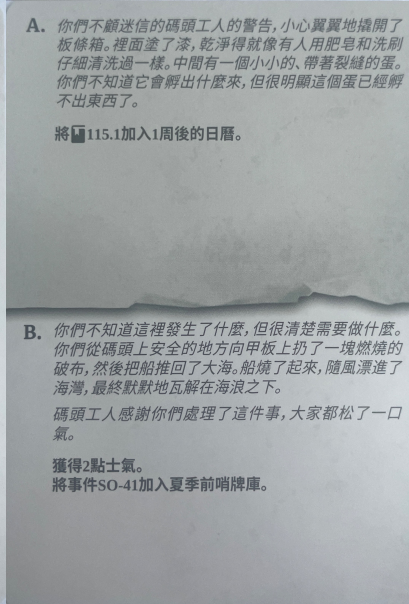 A. 你們不顧迷信的碼頭工人的警告，小心翼翼地撬開了
板條箱。裡面塗了漆，乾淨得就像有人用肥皂和洗刷
仔細清洗過一樣。中間有一個小小的、帶著裂縫的蛋。
你們不知道它會孵出什麼來，但很明顯這個蛋已經孵
不出東西了。
將115.1加入1周後的日曆。
B. 你們不知道這裡發生了什麼，但很清楚需要做什麼。
你們從碼頭上安全的地方向甲板上扔了一塊燃燒的
破布，然後把船推回了大海。船燒了起來，隨風漂進了
海灣，最終默默地瓦解在海浪之下。
碼頭工人感謝你們處理了這件事，大家都松了一口
氣。
獲得2點士氣。
將事件SO-41加入夏季前哨牌庫。